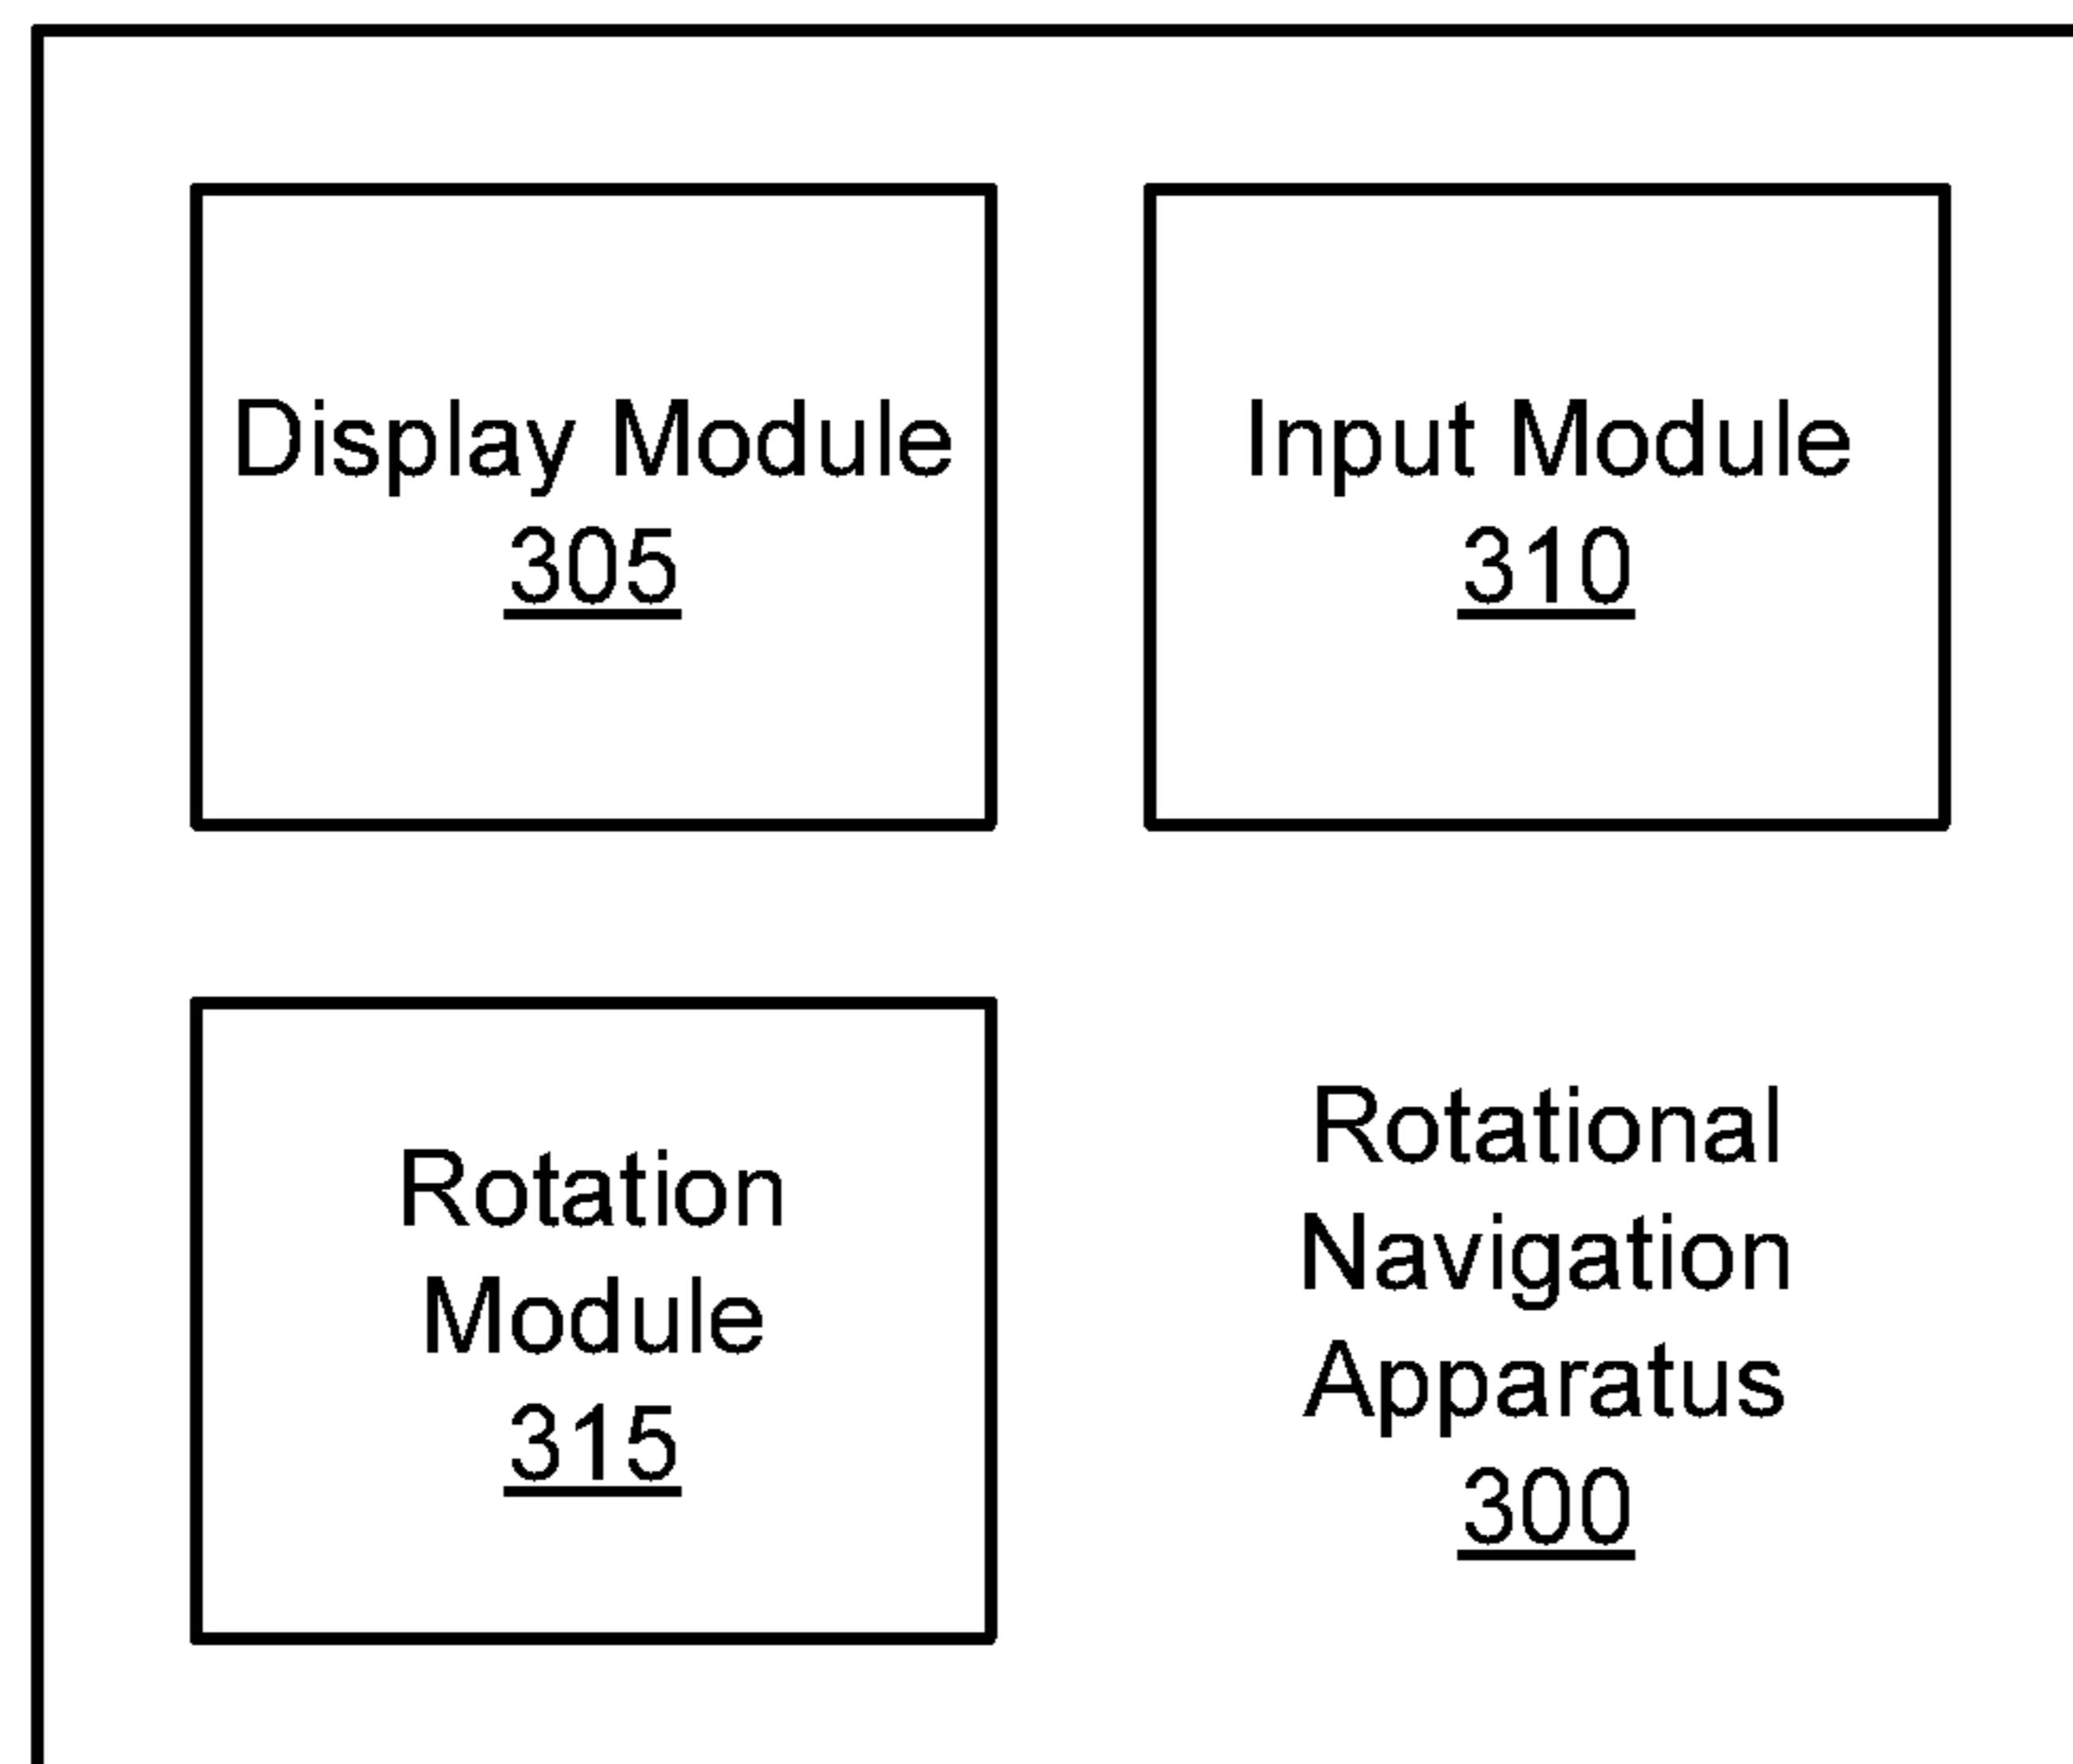 Display Module
305
Input Module
310
Rotation
Module
315
Rotational
Navigation
Apparatus
300